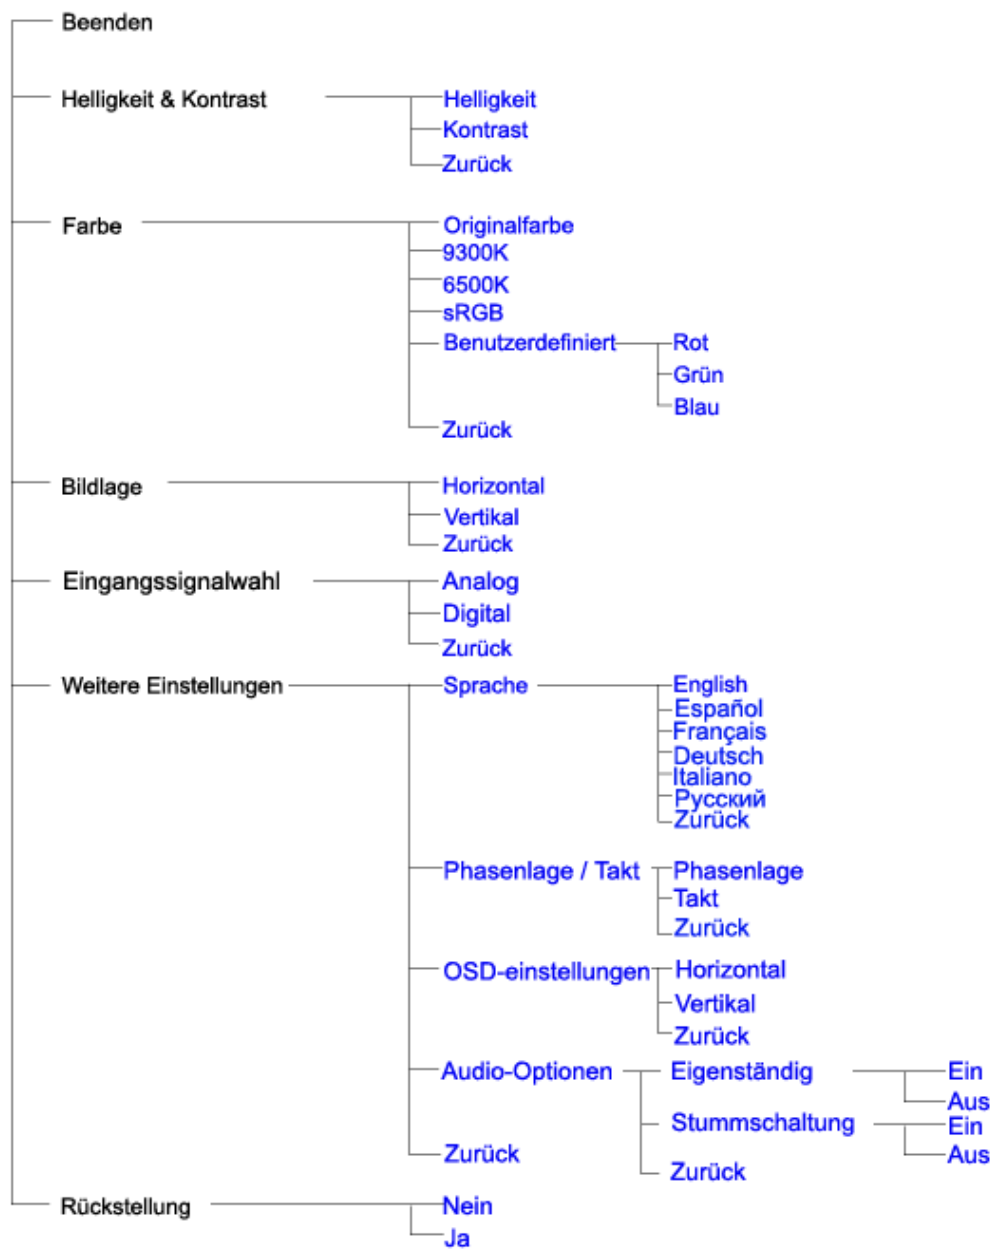 Beenden
Helligkeit & Kontrast Helligkeit
Kontrast
Zurück
Farbe Originalfarbe
9300K
6500K
sRGB
Benutzerdefiniert Rot
Grün
Blau
Zurück
Bildlage Horizontal
Vertikal
Zurück
Eingangssignalwahl Analog
Digital
Zurück
Weitere Einstellungen Sprache English
Español
Français
Deutsch
Italiano
Русский
Zurück
Phasenlage / Takt Phasenlage
Takt
Zurück
OSD-einstellungen Horizontal
Vertikal
Zurück
Audio-Optionen Eigenständig Ein
Aus
Stummschaltung Ein
Aus
Zurück Zurück
Rückstellung Nein
Ja